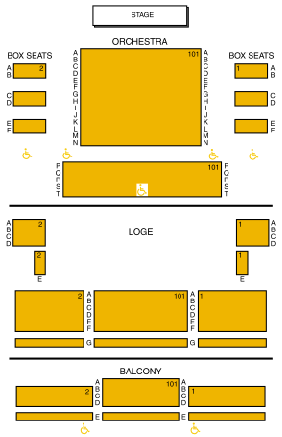 STAGE
ORCHESTRA
BOX SEATS
BOX SEATS
A 2 A 101 A 1 A
B B B B
C C C
C D D C
D E E D
F F
G G
H H
I I
E J J E
F K K F
L L
M M
N N
101
S S
T T
LOGE
A 2 1 A
B B
C C
D D
2 1
E E
2 A 101 A 1
B B
C C
D D
E E
F F
G G
BALCONY
A 101 A
2 B B 1
C C
D D
E E